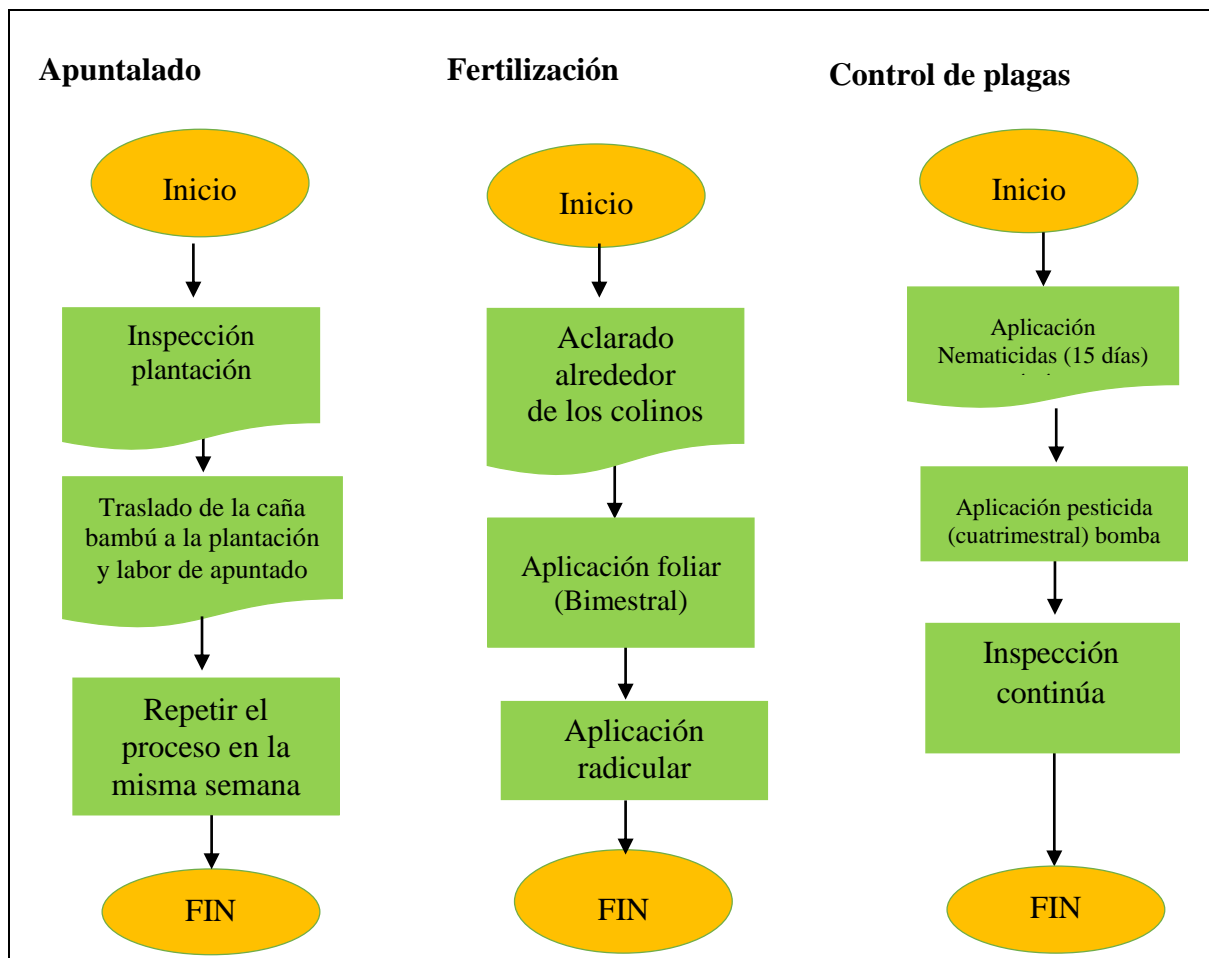 Apuntalado
Inicio
Inspección
plantación
Traslado de la caña
bambú a la plantación
y labor de apuntado
Repetir el
proceso en la
misma semana
FIN
Fertilización
Inicio
Aclarado
alrededor
de los colinos
Aplicación foliar
(Bimestral)
Aplicación
radicular
FIN
Control de plagas
Inicio
Aplicación
Nematicidas (15 días)
Aplicación pesticida
(cuatrimestral) bomba
Inspección
continúa
FIN